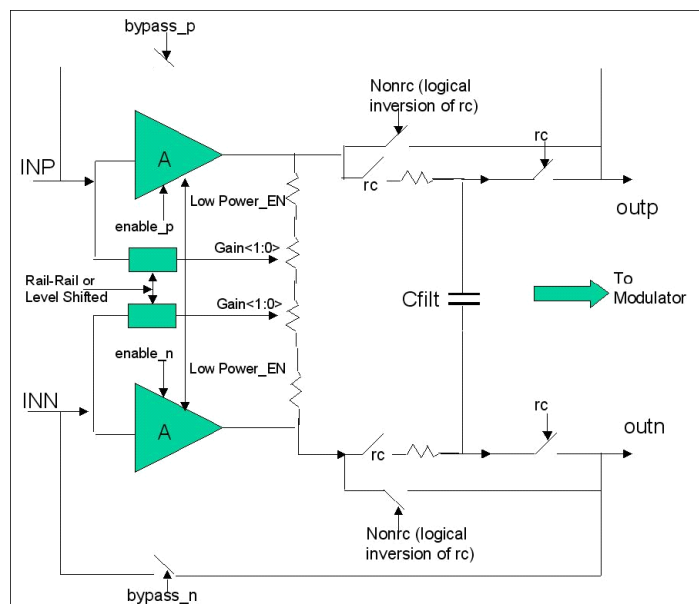 bypass_p
Nonrc (logical
inversion of rc)
rc
A
INP
rc
Low Power_EN
outp
enable_p
Gain<1:0>
Rail-Rail or
Level Shifted
To
Modulator
Cfilt
Gain<1:0>
enable_n
Low Power_EN
INN
rc
outn
A
rc
Nonrc (logical
inversion of rc)
bypass_n